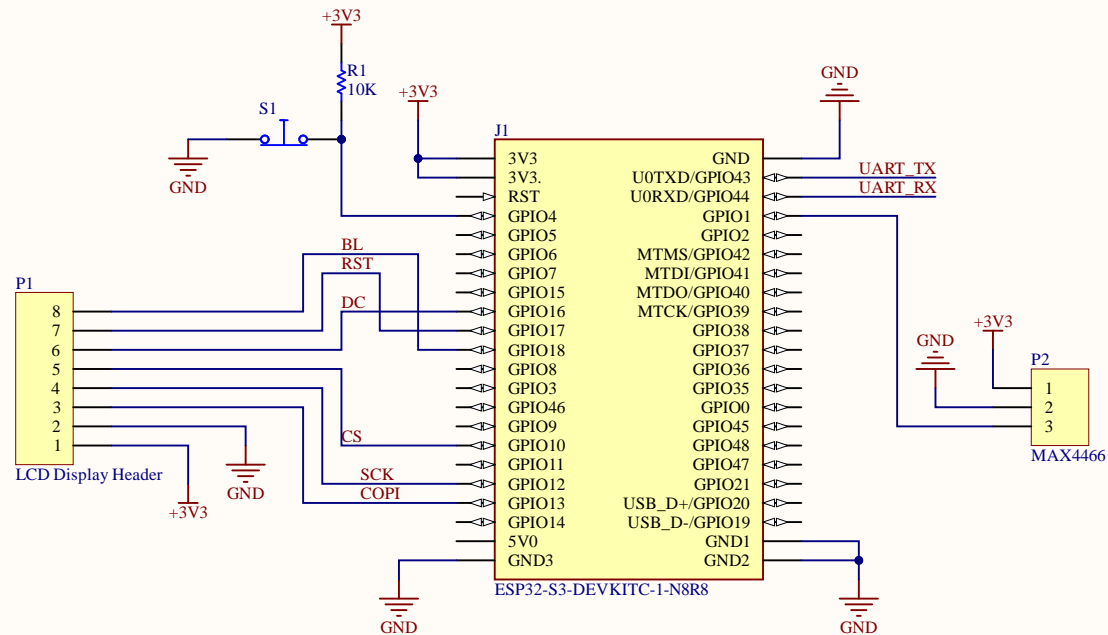 +3V3
R1
10K
S1
GND
+3V3
GND
J1
3V3
3V3.
RST
GPIO4
GPIO5
GPIO6
GPIO7
GPIO15
GPIO16
GPIO17
GPIO18
GPIO8
GPIO3
GPIO46
GPIO9
GPIO10
GPIO11
GPIO12
GPIO13
GPIO14
5V0
GND3
GND
U0TXD/GPIO43
U0RXD/GPIO44
GPIO1
GPIO2
MTMS/GPIO42
MTDI/GPIO41
MTDO/GPIO40
MTCK/GPIO39
GPIO38
GPIO37
GPIO36
GPIO35
GPIO0
GPIO45
GPIO48
GPIO47
GPIO21
USB_D+/GPIO20
USB_D-/GPIO19
GND1
GND2
ESP32-S3-DEVKITC-1-N8R8
UART_TX
UART_RX
BL
RST
DC
CS
SCK
COPI
P1
8
7
6
5
4
3
2
1
LCD Display Header
GND
+3V3
GND
GND
+3V3
GND
P2
1
2
3
MAX4466